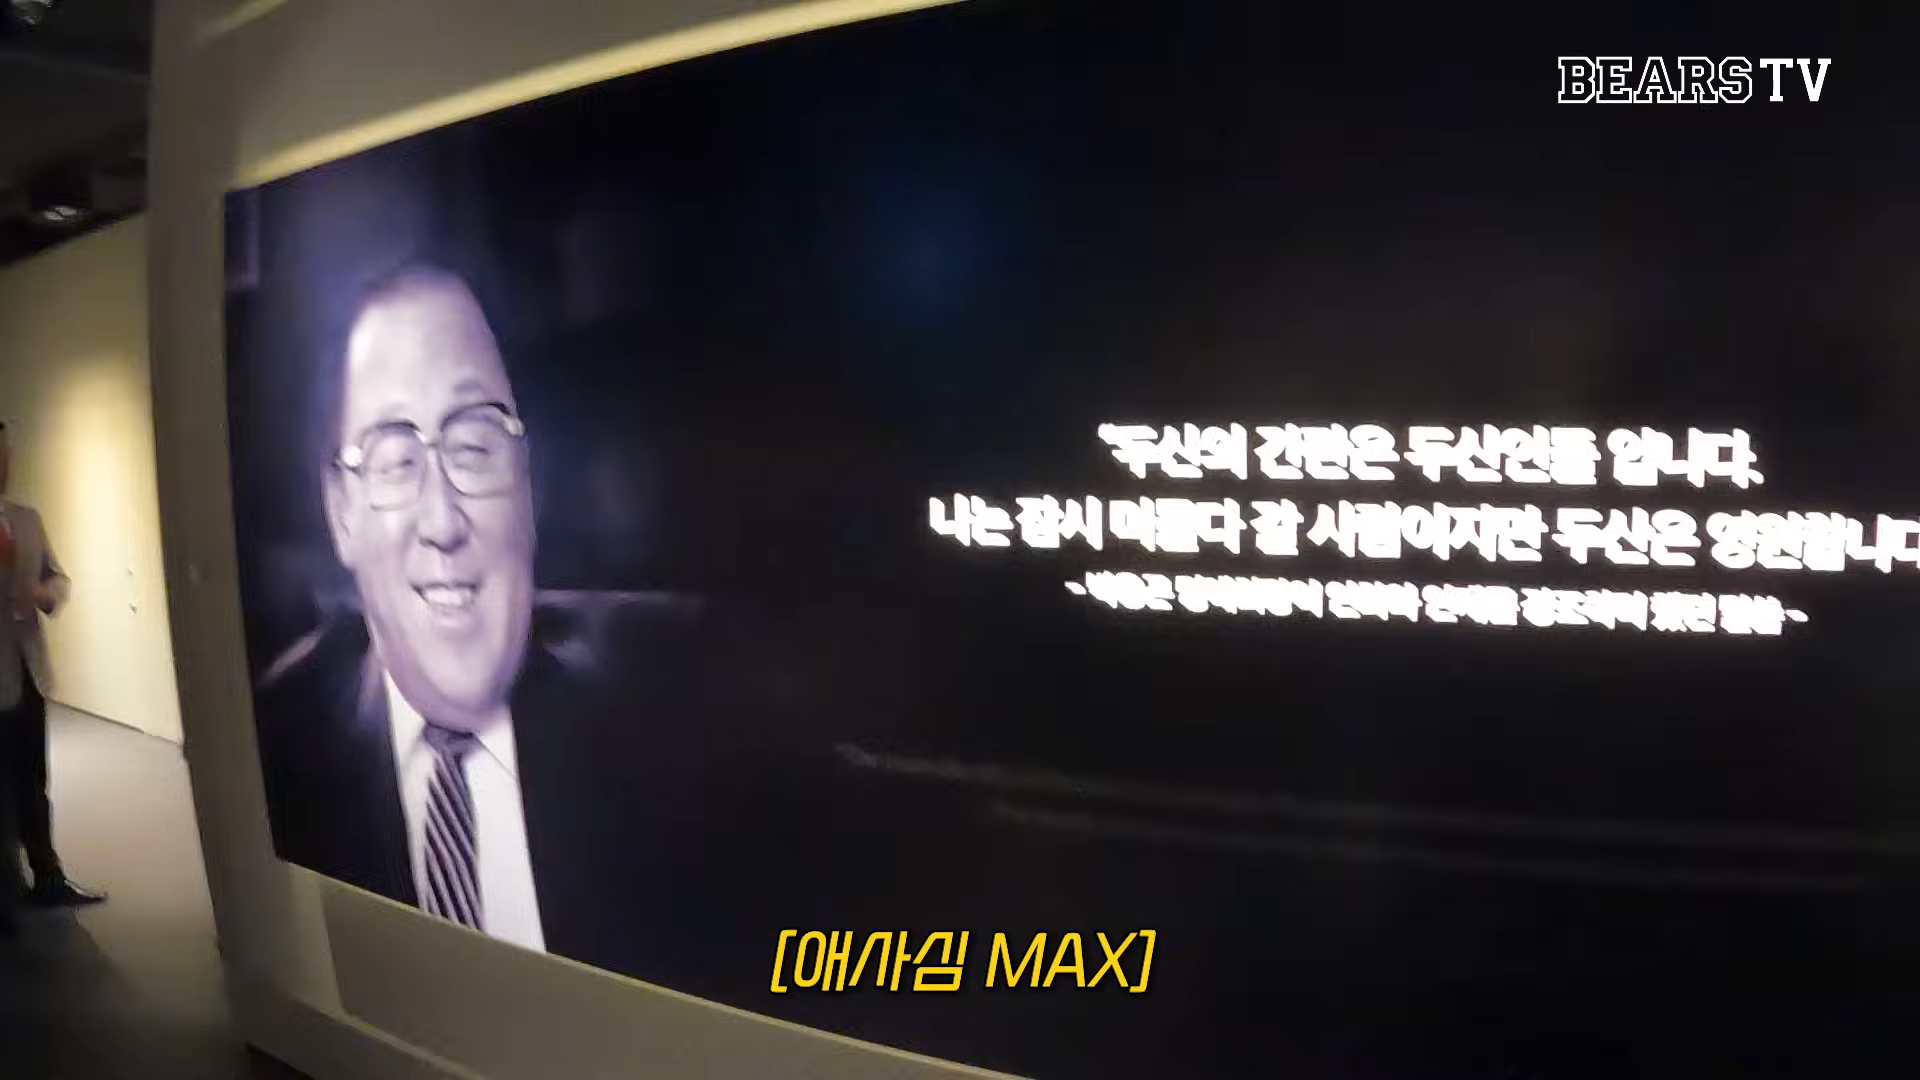 BEARSTV
"두산의 간판은 두산인들 입니다.
나는 잠시 머물다 갈 사람이지만 두산은 영원합니다
[애사심 MAX]